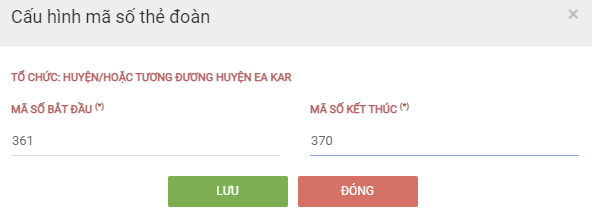 Cấu hình mã số thẻ đoàn ×
TỔ CHỨC: HUYỆN/HOẶC TƯƠNG ĐƯƠNG HUYỆN EA KAR
MÃ SỐ BẮT ĐẦU (*) MÃ SỐ KẾT THÚC (*)
361 370
LƯU ĐÓNG